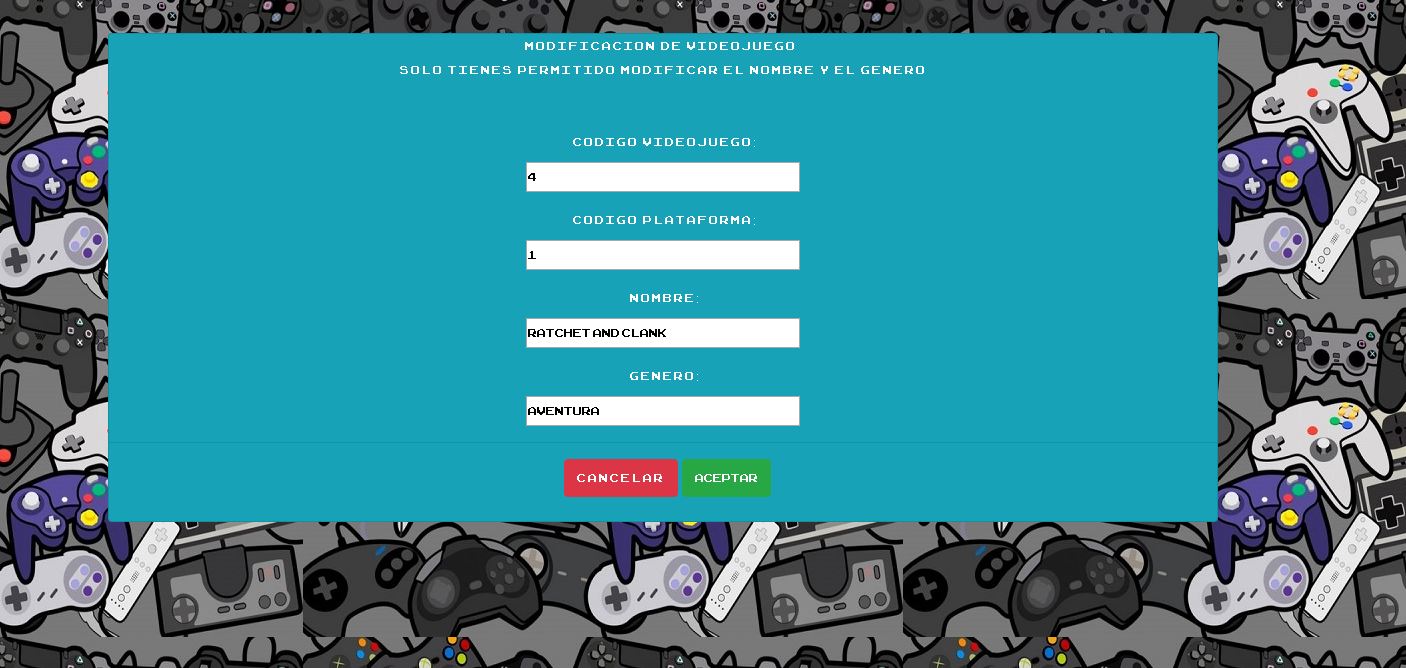 MODIFICACION DE VIDEOJUEGO
SOLO TIENES PERMITIDO MODIFICAR EL NOMBRE Y EL GENERO
CODIGO VIDEOJUEGO:
4
CODIGO PLATAFORMA:
1
NOMBRE:
RATCHET AND CLANK
GENERO:
AVENTURA
CANCELAR ACEPTAR